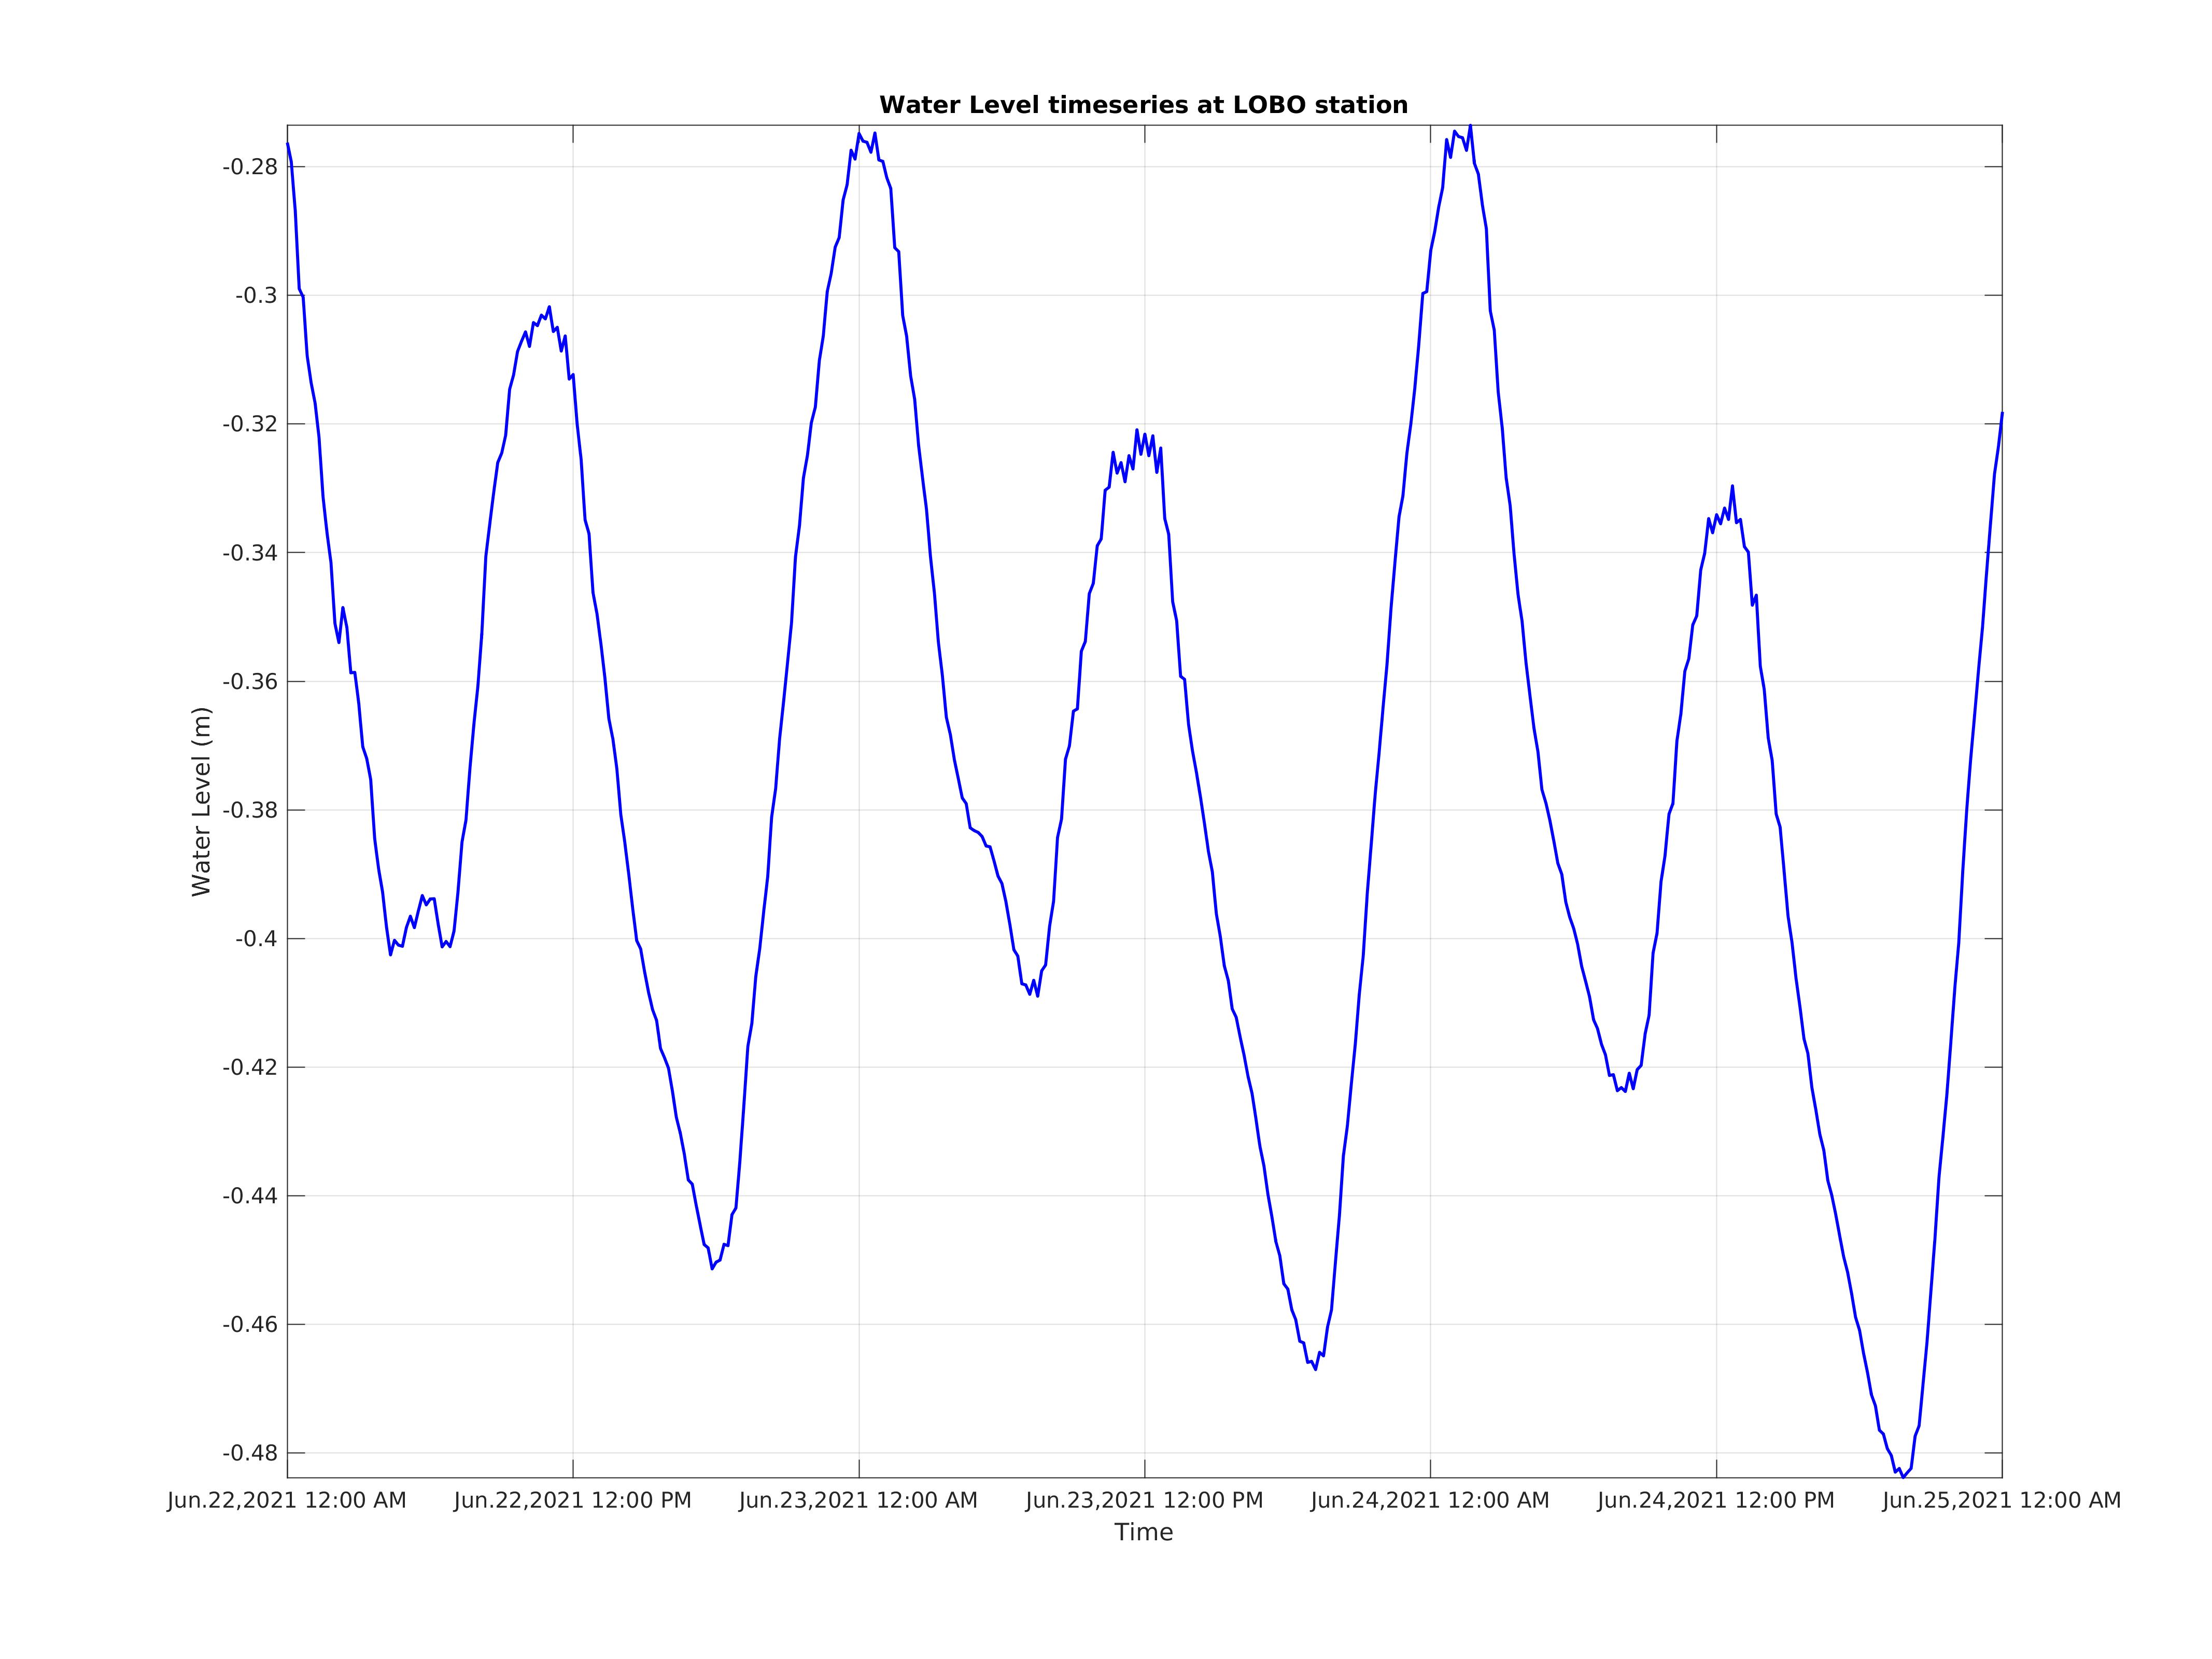 Water Level timeseries at LOBO station
Water Level (m)
-0.28
-0.3
-0.32
-0.34
-0.36
-0.38
-0.4
-0.42
-0.44
-0.46
-0.48
Jun.22,2021 12:00 AM
Jun.22,2021 12:00 PM
Jun.23,2021 12:00 AM
Jun.23,2021 12:00 PM
Jun.24,2021 12:00 AM
Jun.24,2021 12:00 PM
Jun.25,2021 12:00 AM
Time